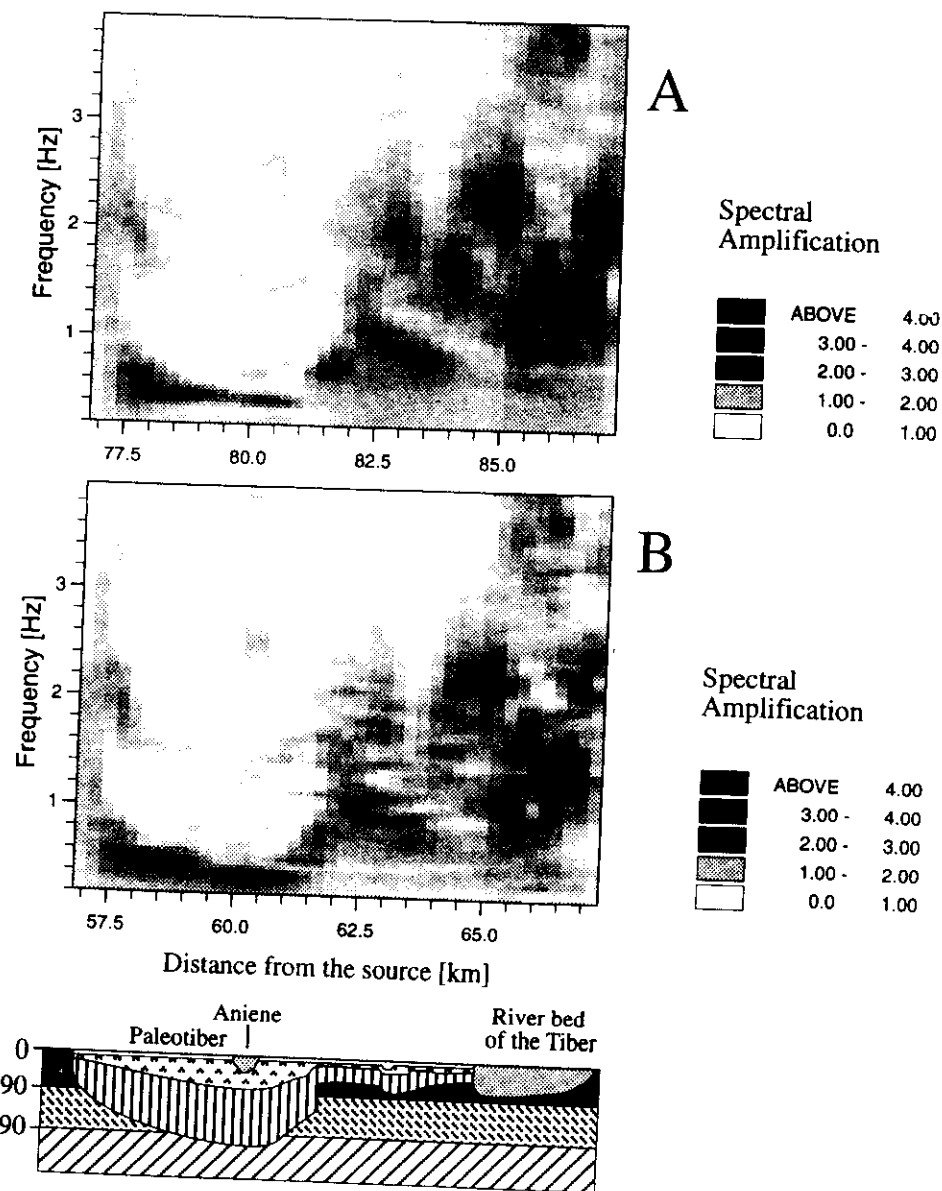 A
Frequency [Hz]
3
2
1
77.5 80.0 82.5 85.0
Spectral
Amplification
ABOVE 4.00
3.00 - 4.00
2.00 - 3.00
1.00 - 2.00
0.0 1.00
B
Frequency [Hz]
3
2
1
57.5 60.0 62.5 65.0
Distance from the source [km]
Spectral
Amplification
ABOVE 4.00
3.00 - 4.00
2.00 - 3.00
1.00 - 2.00
0.0 1.00
Aniene
Paleotiber
River bed
of the Tiber
0
90
90